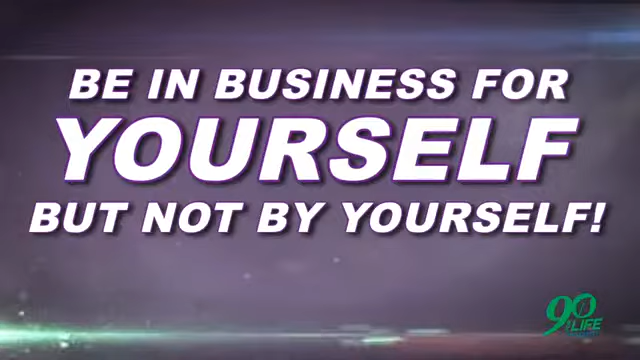 BE IN BUSINESS FOR
YOURSELF
BUT NOT BY YOURSELF!
90
LIFE